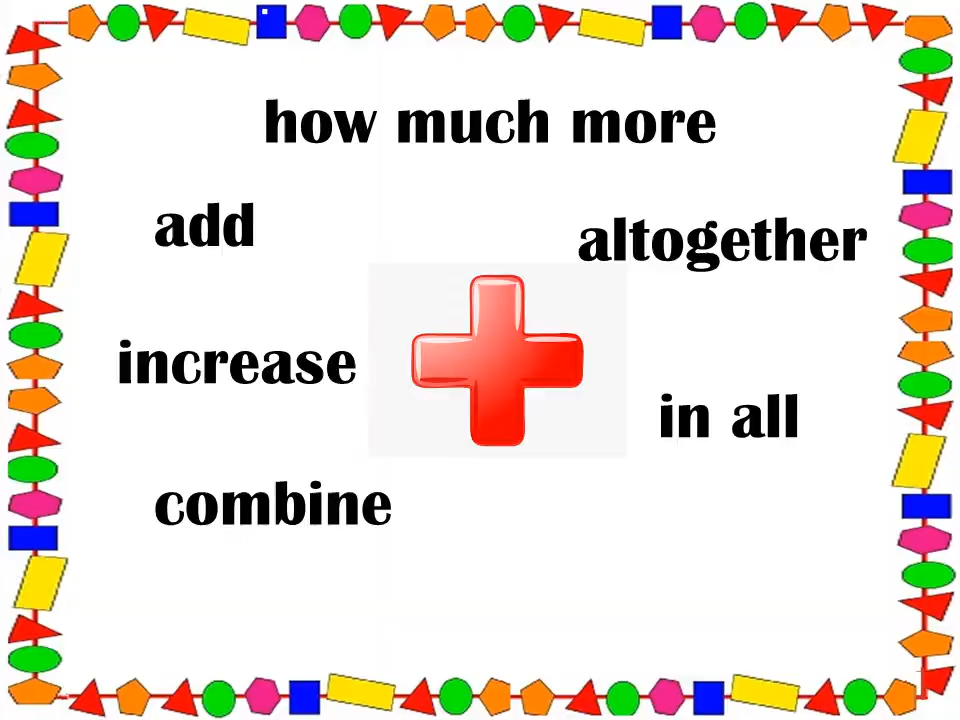 how much more
add
altogether
increase
in all
combine